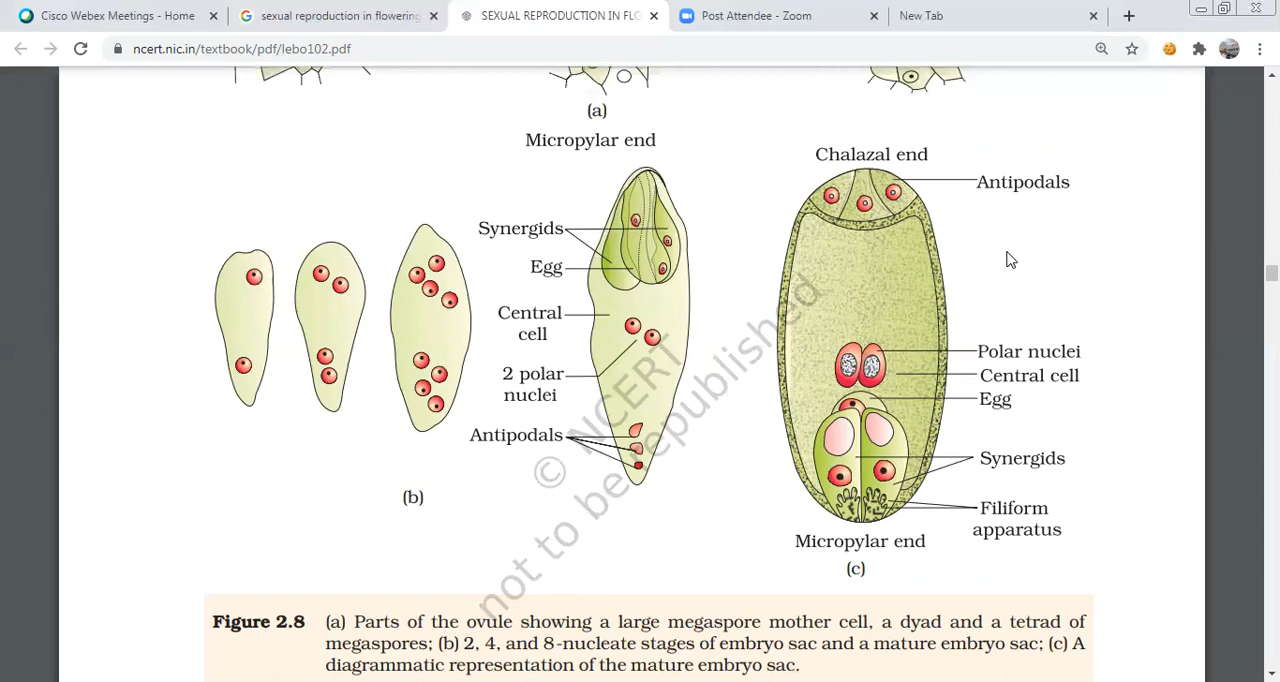 Cisco Webex Meetings - Home
sexual reproduction in flowering
SEXUAL REPRODUCTION IN FLO
Post Attendee - Zoom
New Tab
ncert.nic.in/textbook/pdf/lebo102.pdf
(a)
Micropylar end
Synergids
Egg
Central
cell
2 polar
nuclei
Antipodals
(b)
Chalazal end
Antipodals
Polar nuclei
Central cell
Egg
Synergids
Filiform
apparatus
Micropylar end
(c)
© NCERT
not to be republished
Figure 2.8 (a) Parts of the ovule showing a large megaspore mother cell, a dyad and a tetrad of
megaspores; (b) 2, 4, and 8-nucleate stages of embryo sac and a mature embryo sac; (c) A
diagrammatic representation of the mature embryo sac.